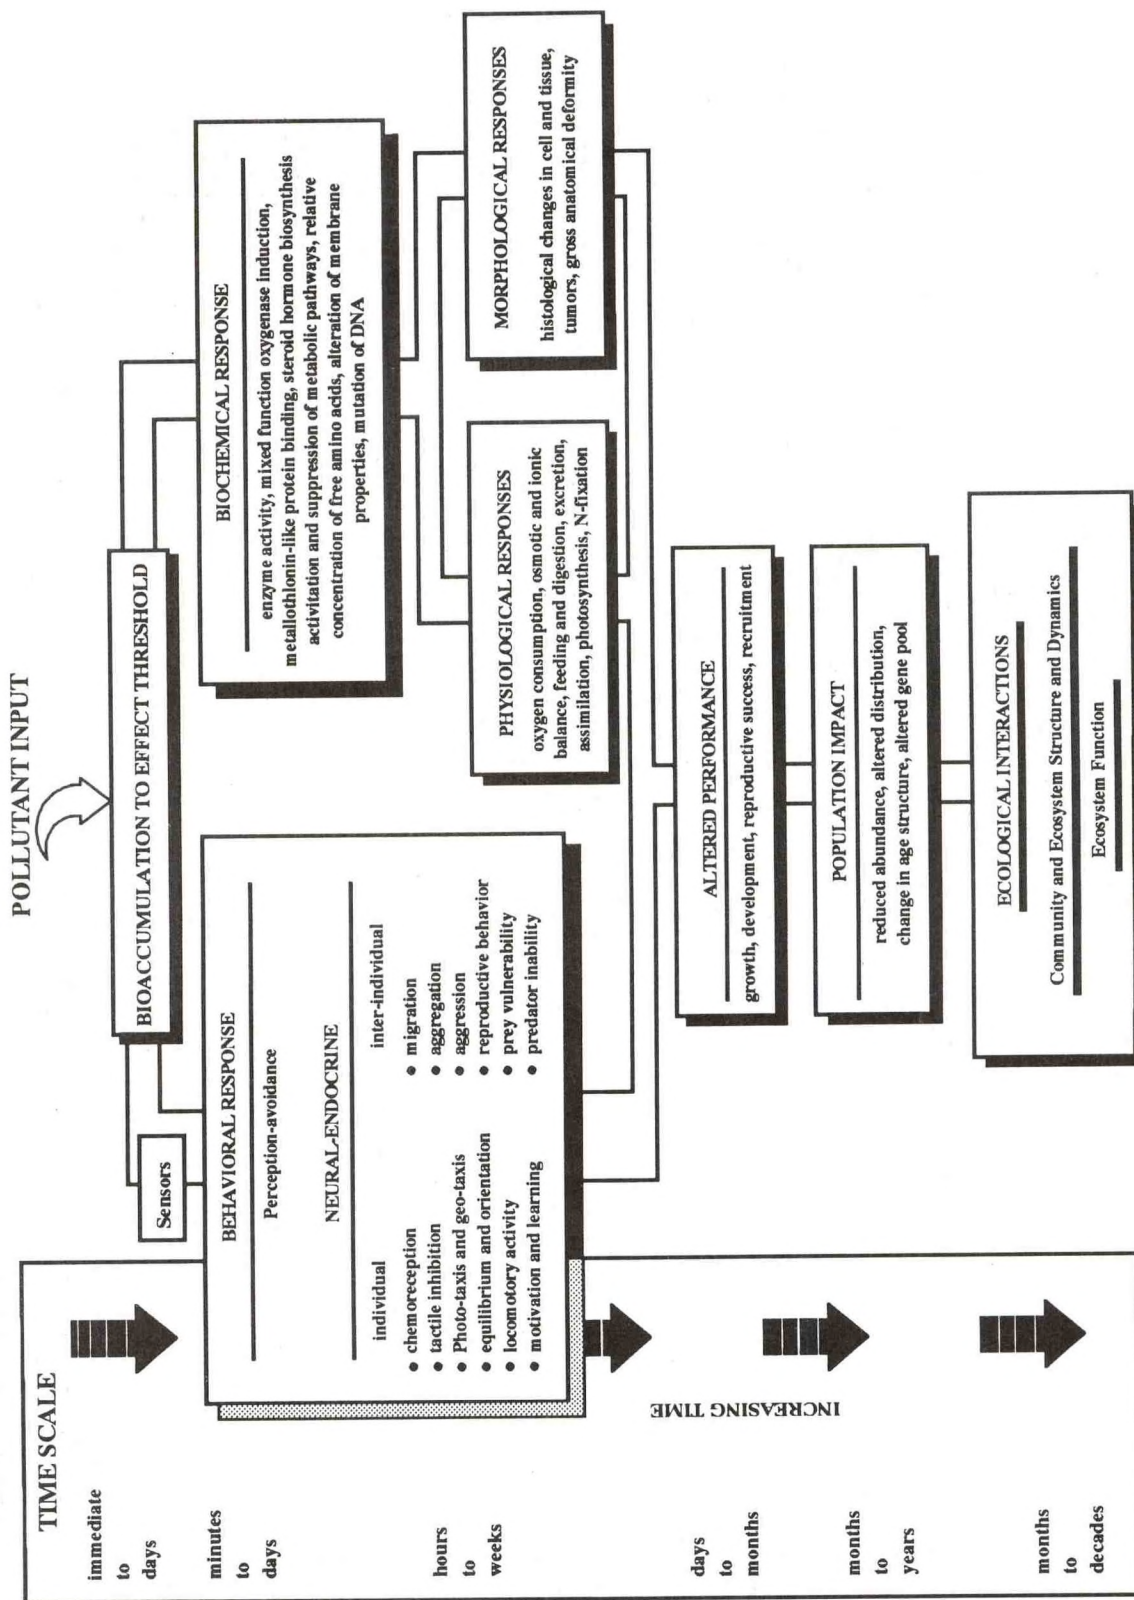 POLLUTANT INPUT
TIME SCALE
immediate
to
days
minutes
to
days
hours
to
weeks
days
to
months
months
to
years
months
to
decades
INCREASING TIME
BIOACCUMULATION TO EFFECT THRESHOLD
Sensors
BEHAVIORAL RESPONSE
Perception-avoidance
NEURAL-ENDOCRINE
individual
• chemoreception
• tactile inhibition
• Photo-taxis and geo-taxis
• equilibrium and orientation
• locomotory activity
• motivation and learning
inter-individual
• migration
• aggregation
• aggression
• reproductive behavior
• prey vulnerability
• predator inability
BIOCHEMICAL RESPONSE
enzyme activity, mixed function oxygenase induction,
metallothionin-like protein binding, steroid hormone biosynthesis
activitation and suppression of metabolic pathways, relative
concentration of free amino acids, alteration of membrane
properties, mutation of DNA
PHYSIOLOGICAL RESPONSES
oxygen consumption, osmotic and ionic
balance, feeding and digestion, excretion,
assimilation, photosynthesis, N-fixation
MORPHOLOGICAL RESPONSES
histological changes in cell and tissue,
tumors, gross anatomical deformity
ALTERED PERFORMANCE
growth, development, reproductive success, recruitment
POPULATION IMPACT
reduced abundance, altered distribution,
change in age structure, altered gene pool
ECOLOGICAL INTERACTIONS
Community and Ecosystem Structure and Dynamics
Ecosystem Function